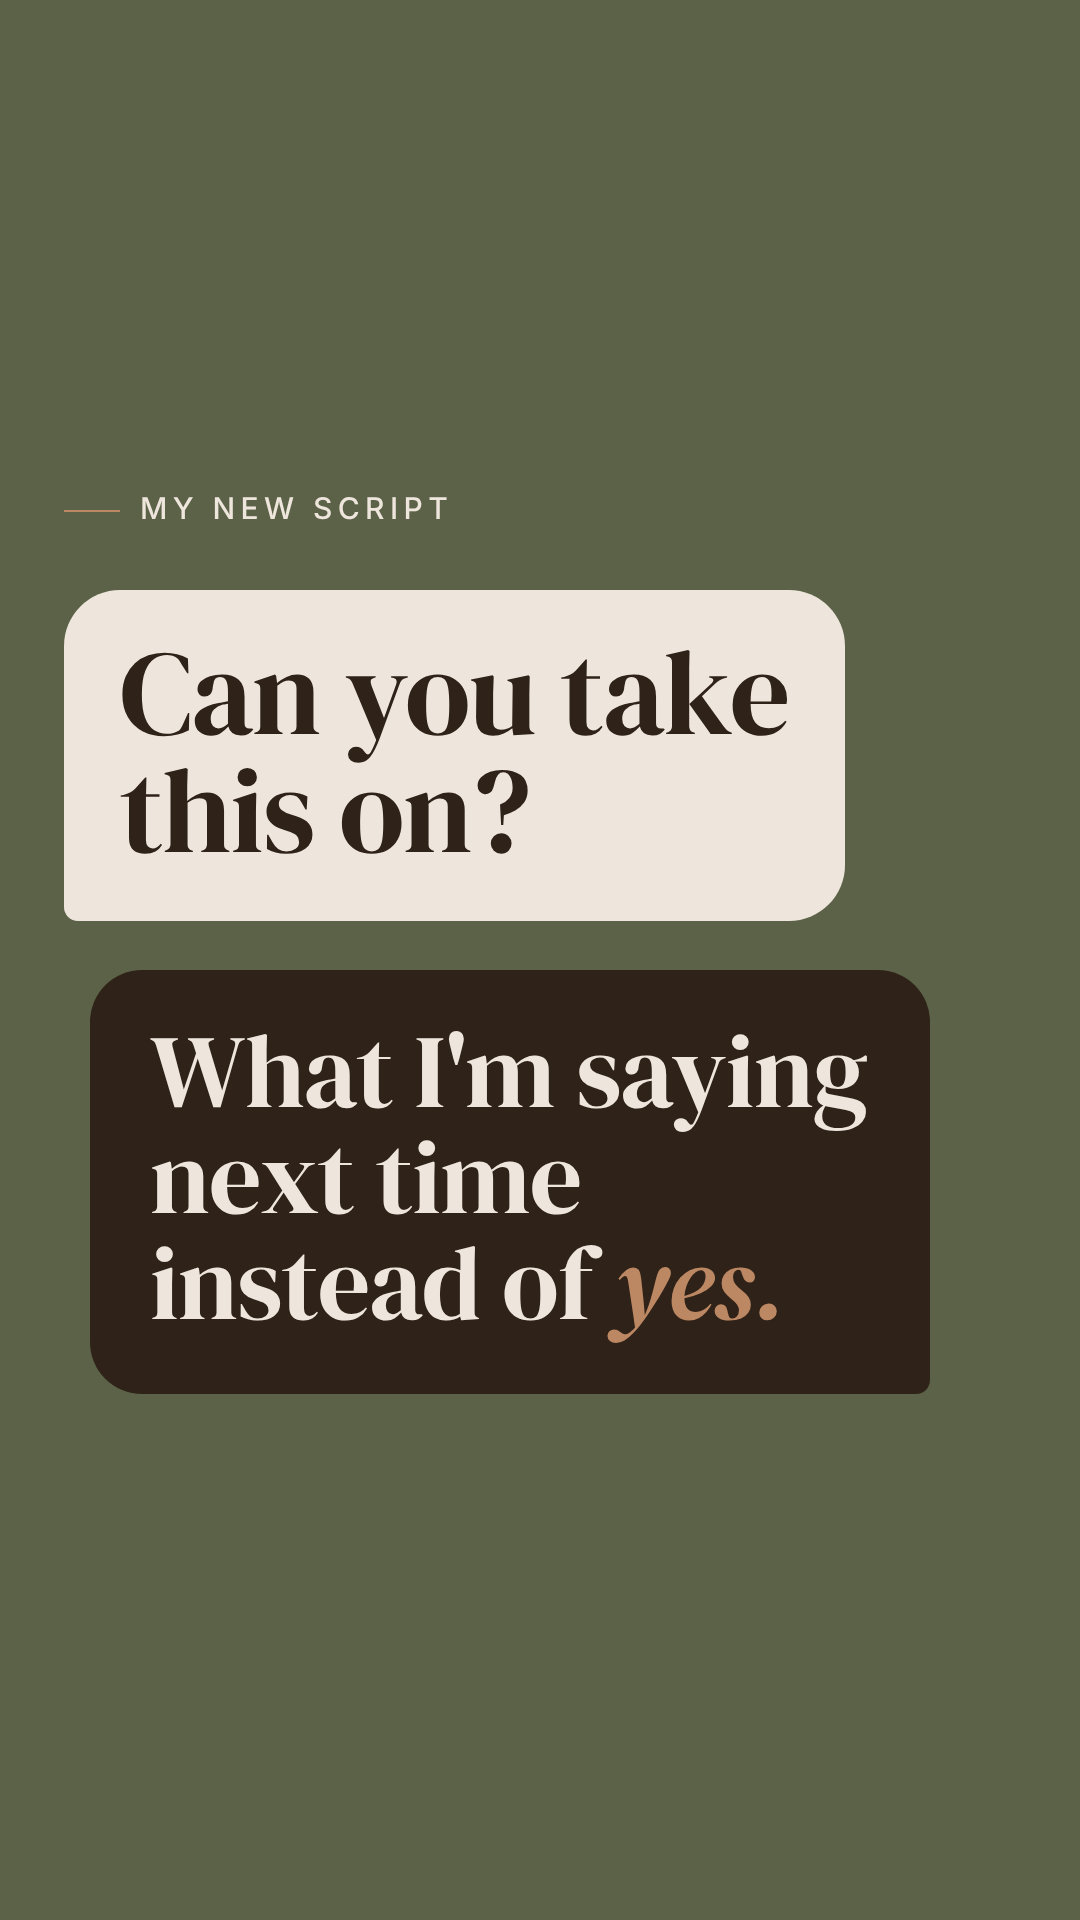 MY NEW SCRIPT
Can you take
this on?
What I'm saying
next time
instead of yes.